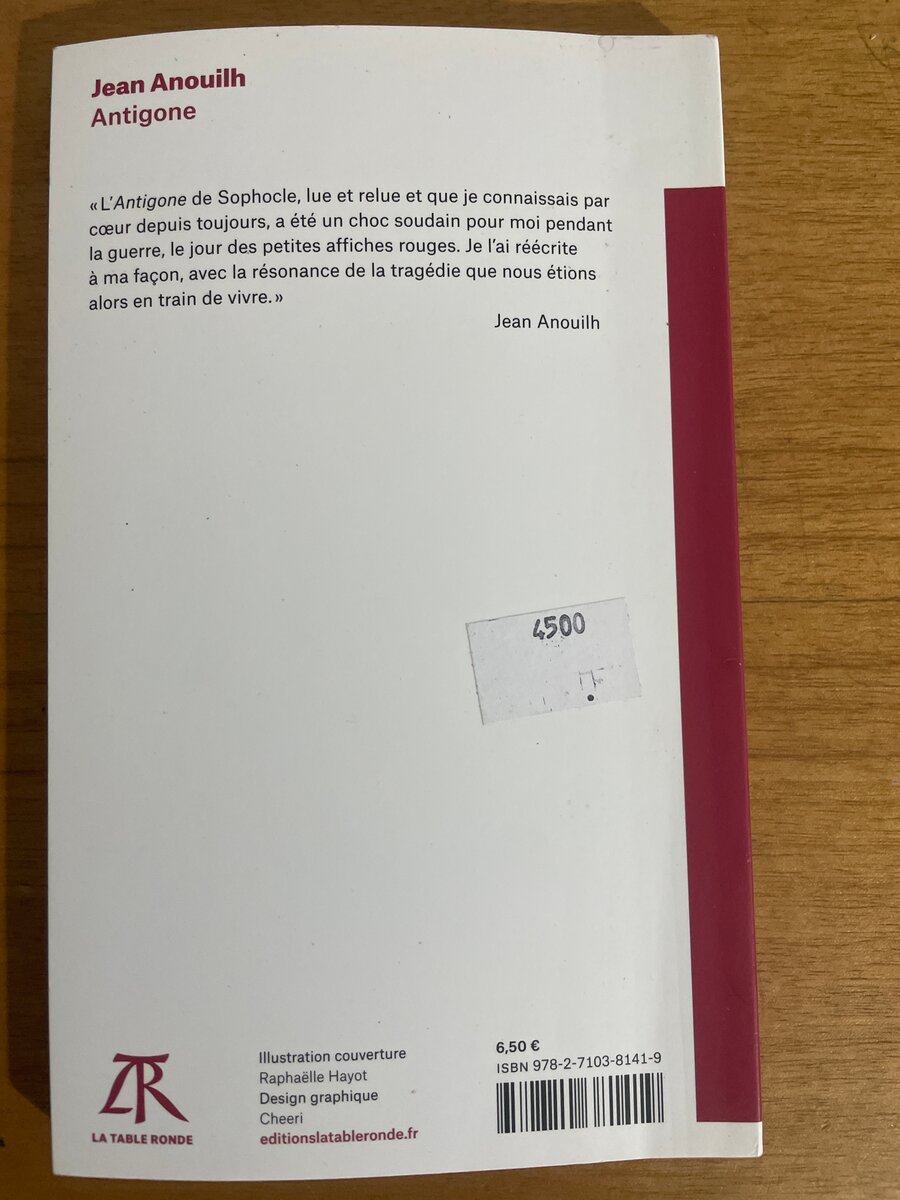 Jean Anouilh
Antigone
« L’Antigone de Sophocle, lue et relue et que je connaissais par
cœur depuis toujours, a été un choc soudain pour moi pendant
la guerre, le jour des petites affiches rouges. Je l’ai réécrite
à ma façon, avec la résonance de la tragédie que nous étions
alors en train de vivre. »
Jean Anouilh
4500
LA TABLE RONDE
Illustration couverture
Raphaëlle Hayot
Design graphique
Cheeri
editionslatableronde.fr
6,50 €
ISBN 978-2-7103-8141-9